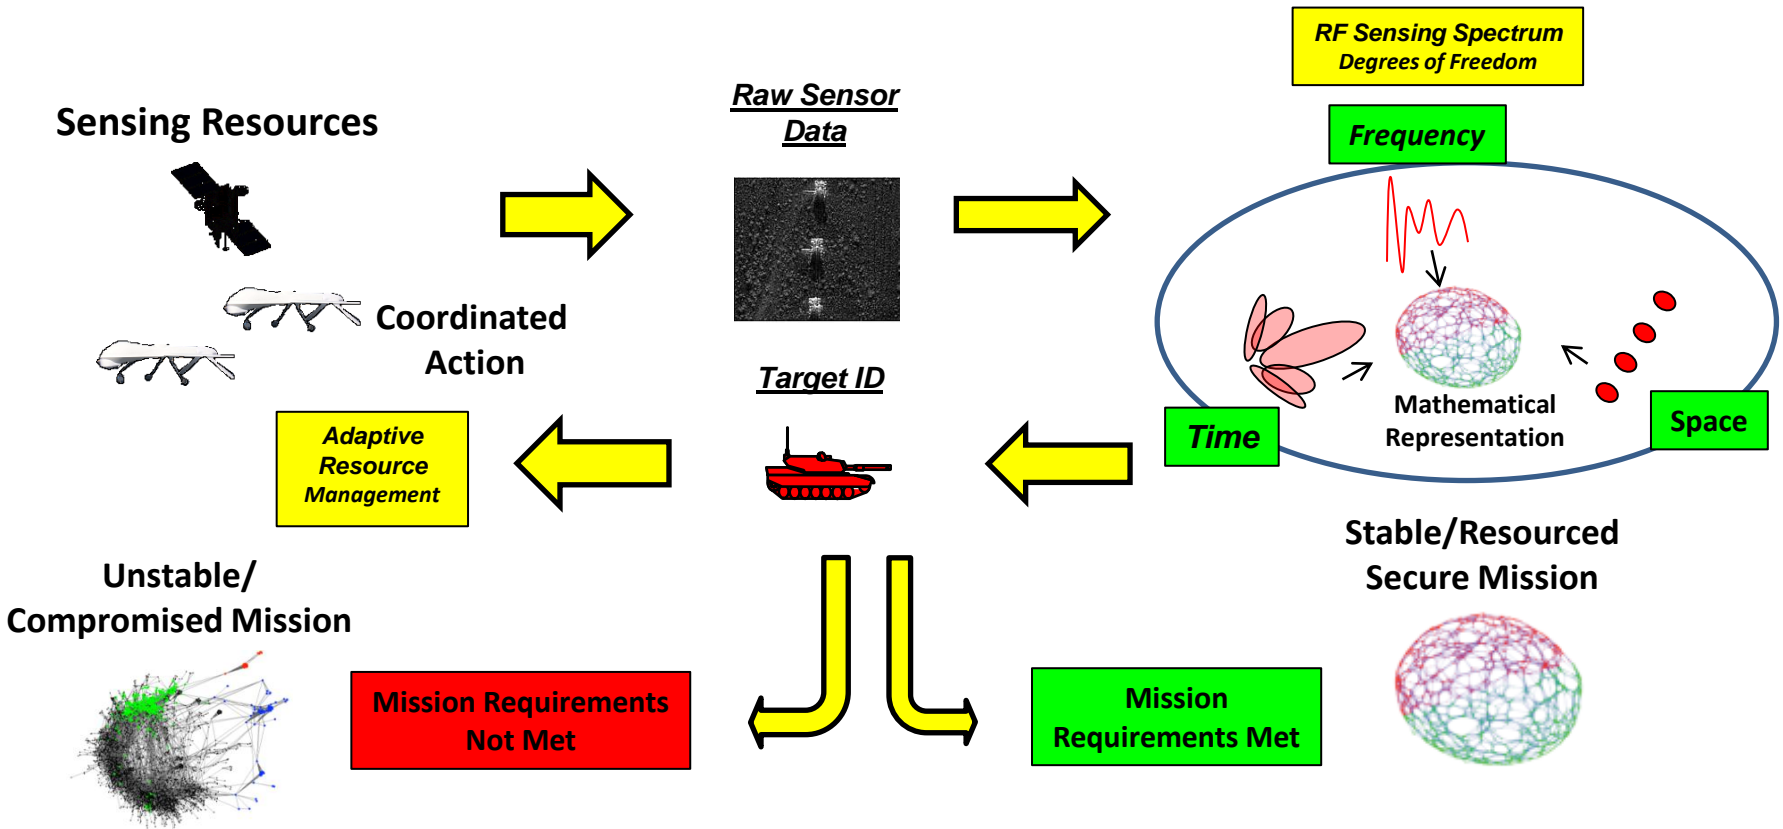 RF Sensing Spectrum
Degrees of Freedom
Sensing Resources
Raw Sensor
Data
Frequency
Coordinated
Action
Target ID
Mathematical
Representation
Time
Space
Adaptive
Resource
Management
Stable/Resourced
Secure Mission
Unstable/
Compromised Mission
Mission Requirements
Not Met
Mission
Requirements Met